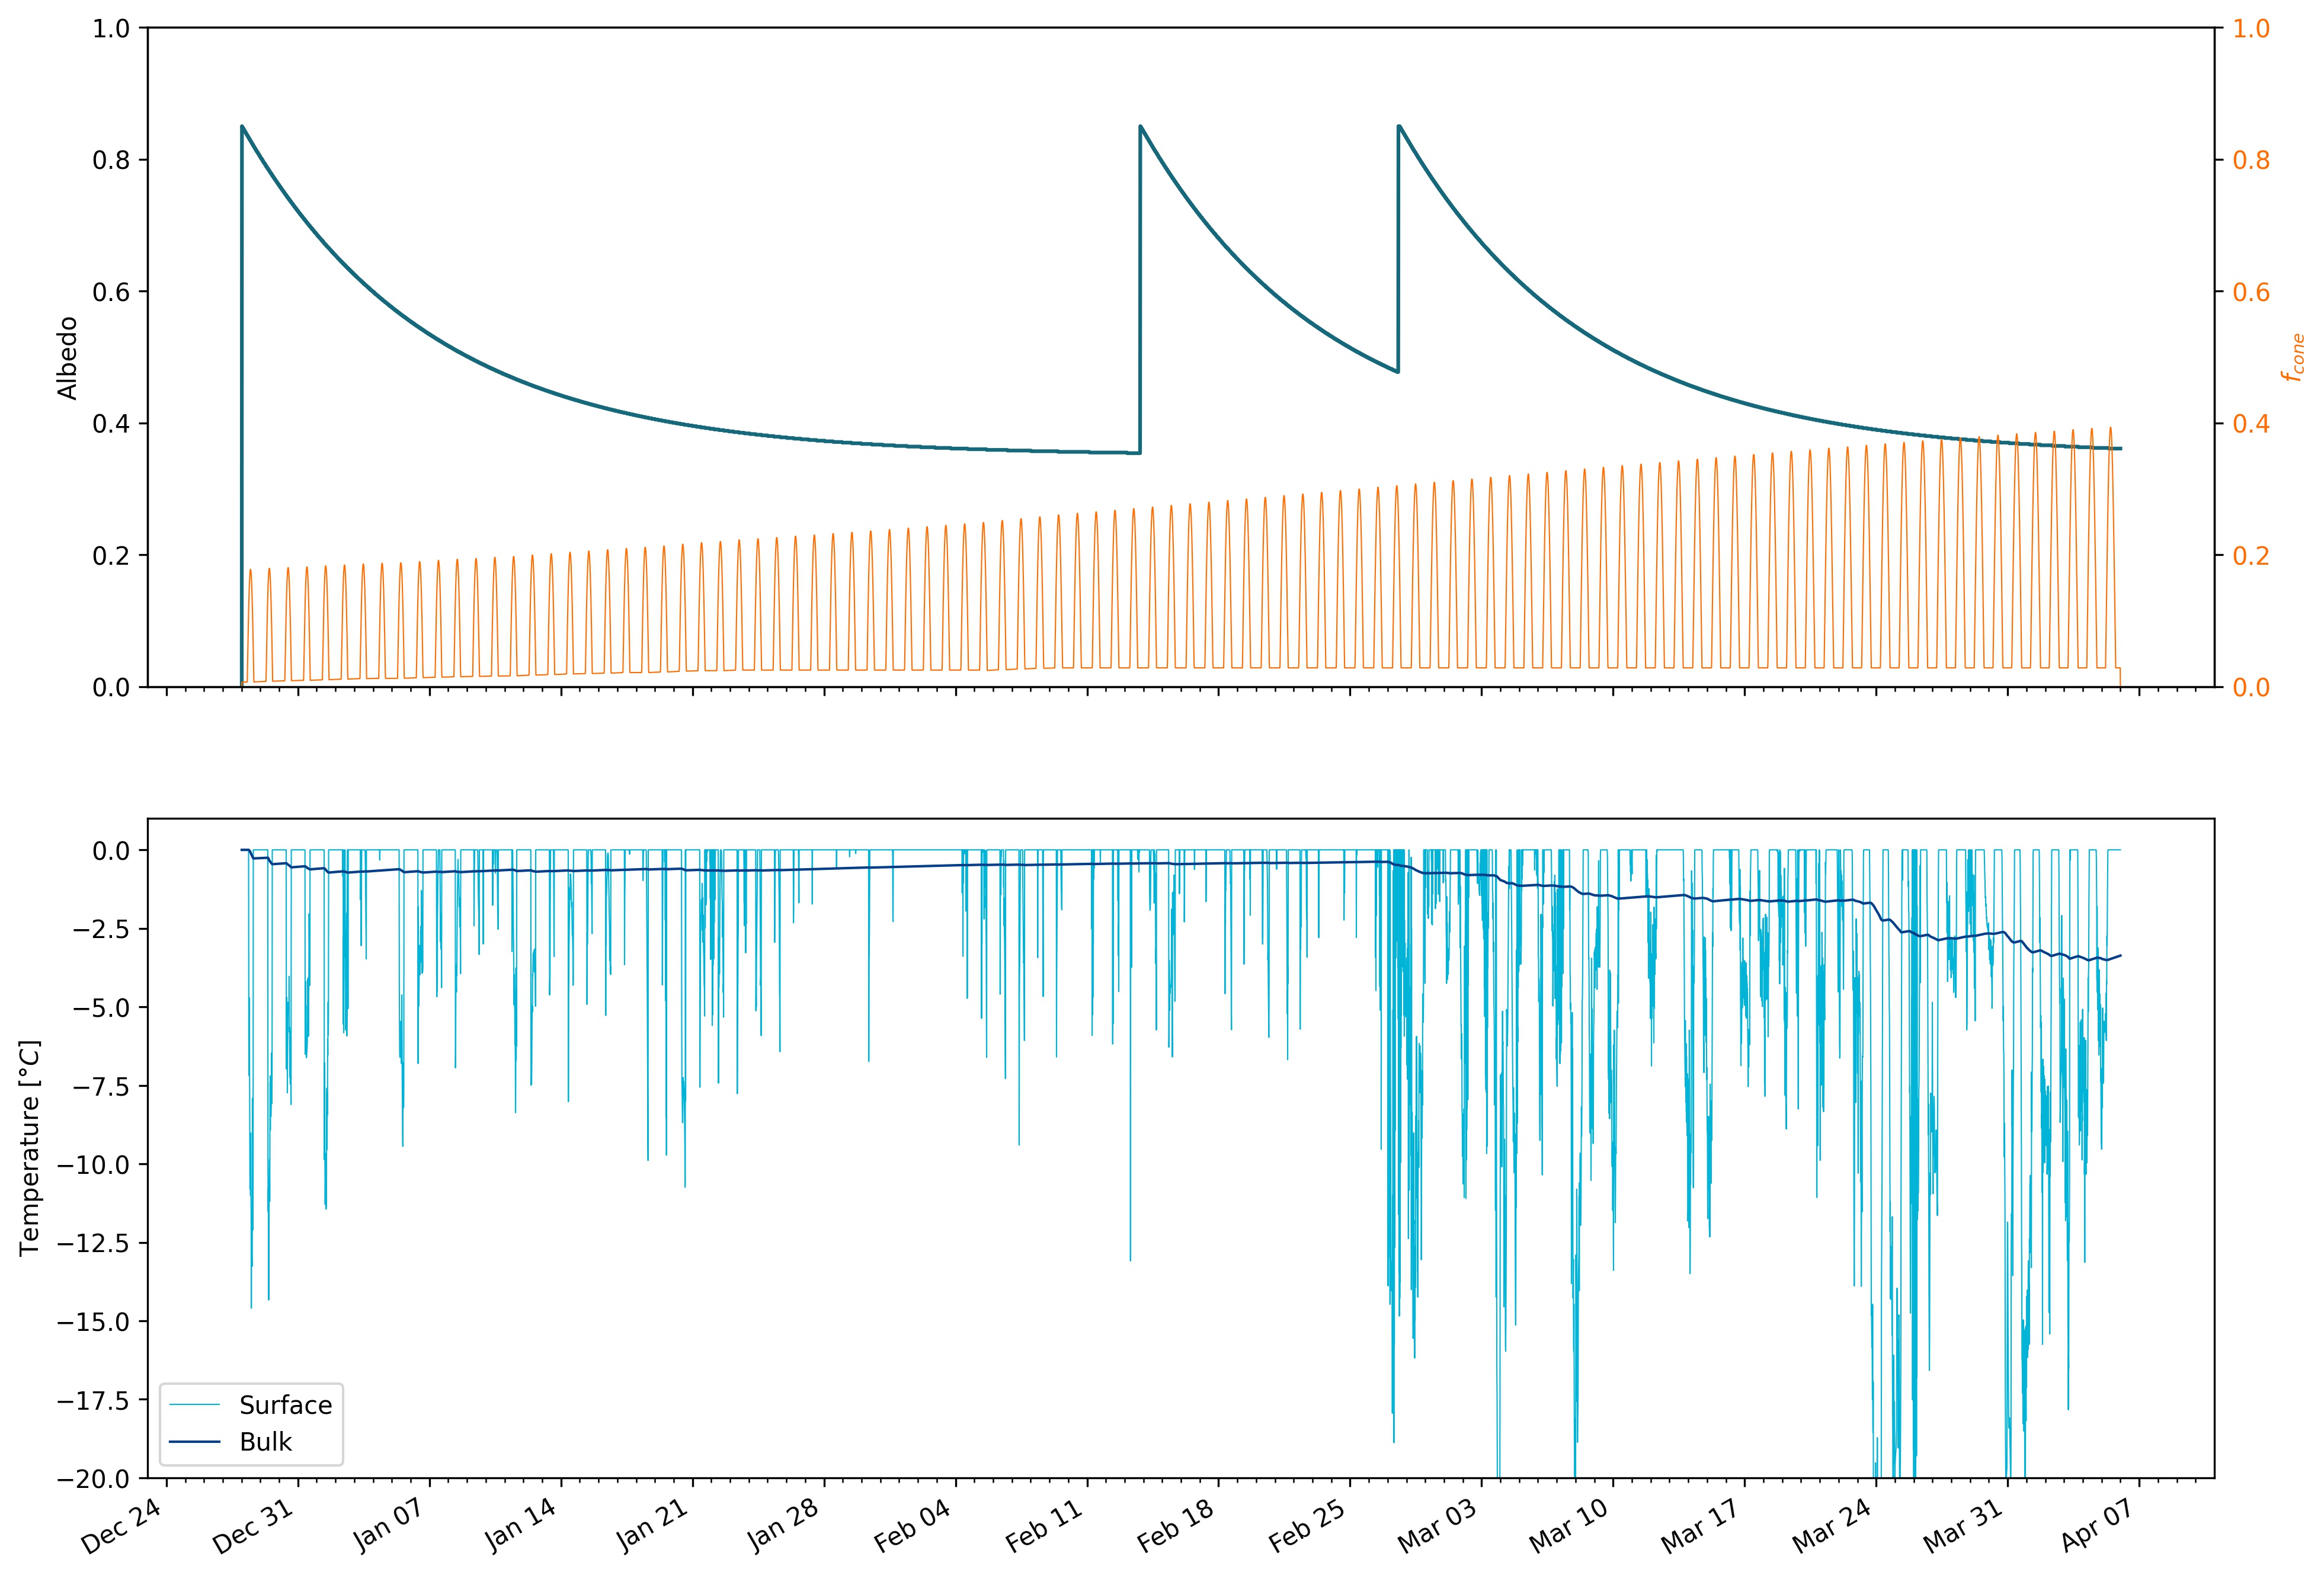 1.0
0.8
0.6
0.4
0.2
0.0
Albedo
1.0
0.8
0.6
0.4
0.2
0.0
f_cone
0.0
−2.5
−5.0
−7.5
−10.0
−12.5
−15.0
−17.5
−20.0
Temperature [°C]
Surface
Bulk
Dec 24
Dec 31
Jan 07
Jan 14
Jan 21
Jan 28
Feb 04
Feb 11
Feb 18
Feb 25
Mar 03
Mar 10
Mar 17
Mar 24
Mar 31
Apr 07